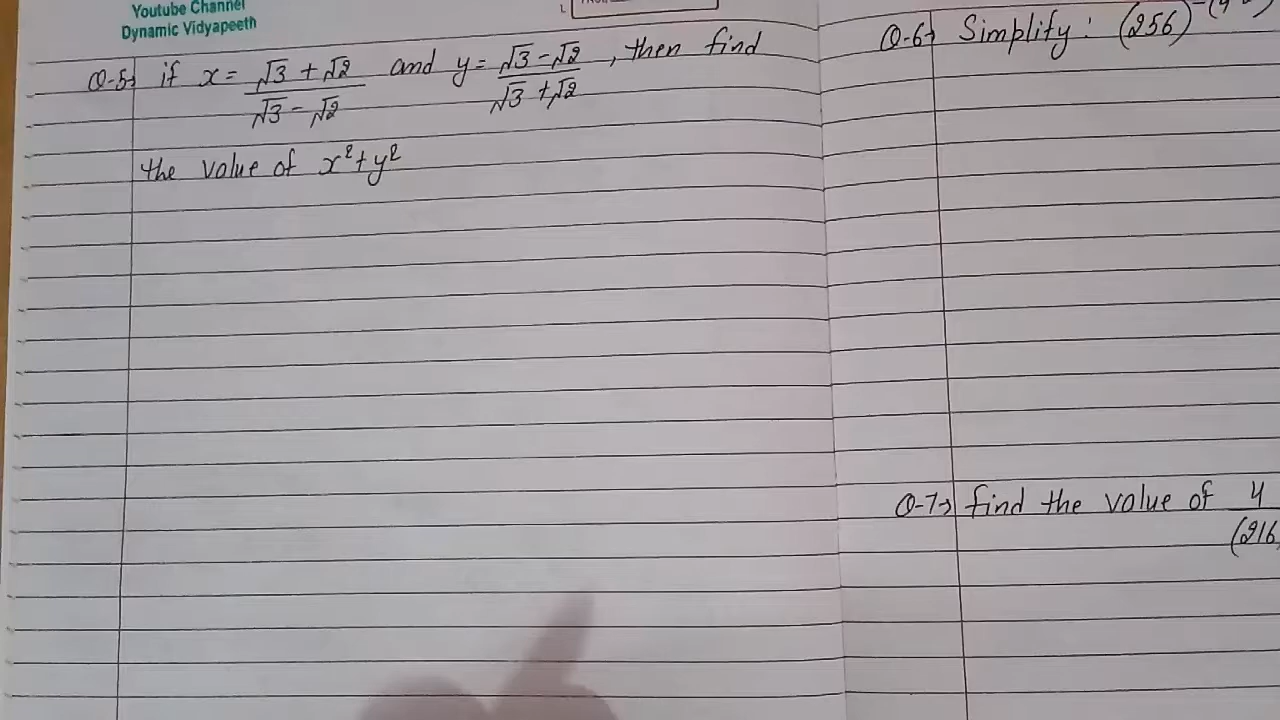 Youtube Channel
Dynamic Vidyapeeth
Q-5) if x = (√3 + √2)/(√3 - √2) and y = (√3 - √2)/(√3 + √2), then find
the value of x² + y²
Q-6) Simplify : (256)
Q-7) find the value of 4/(216